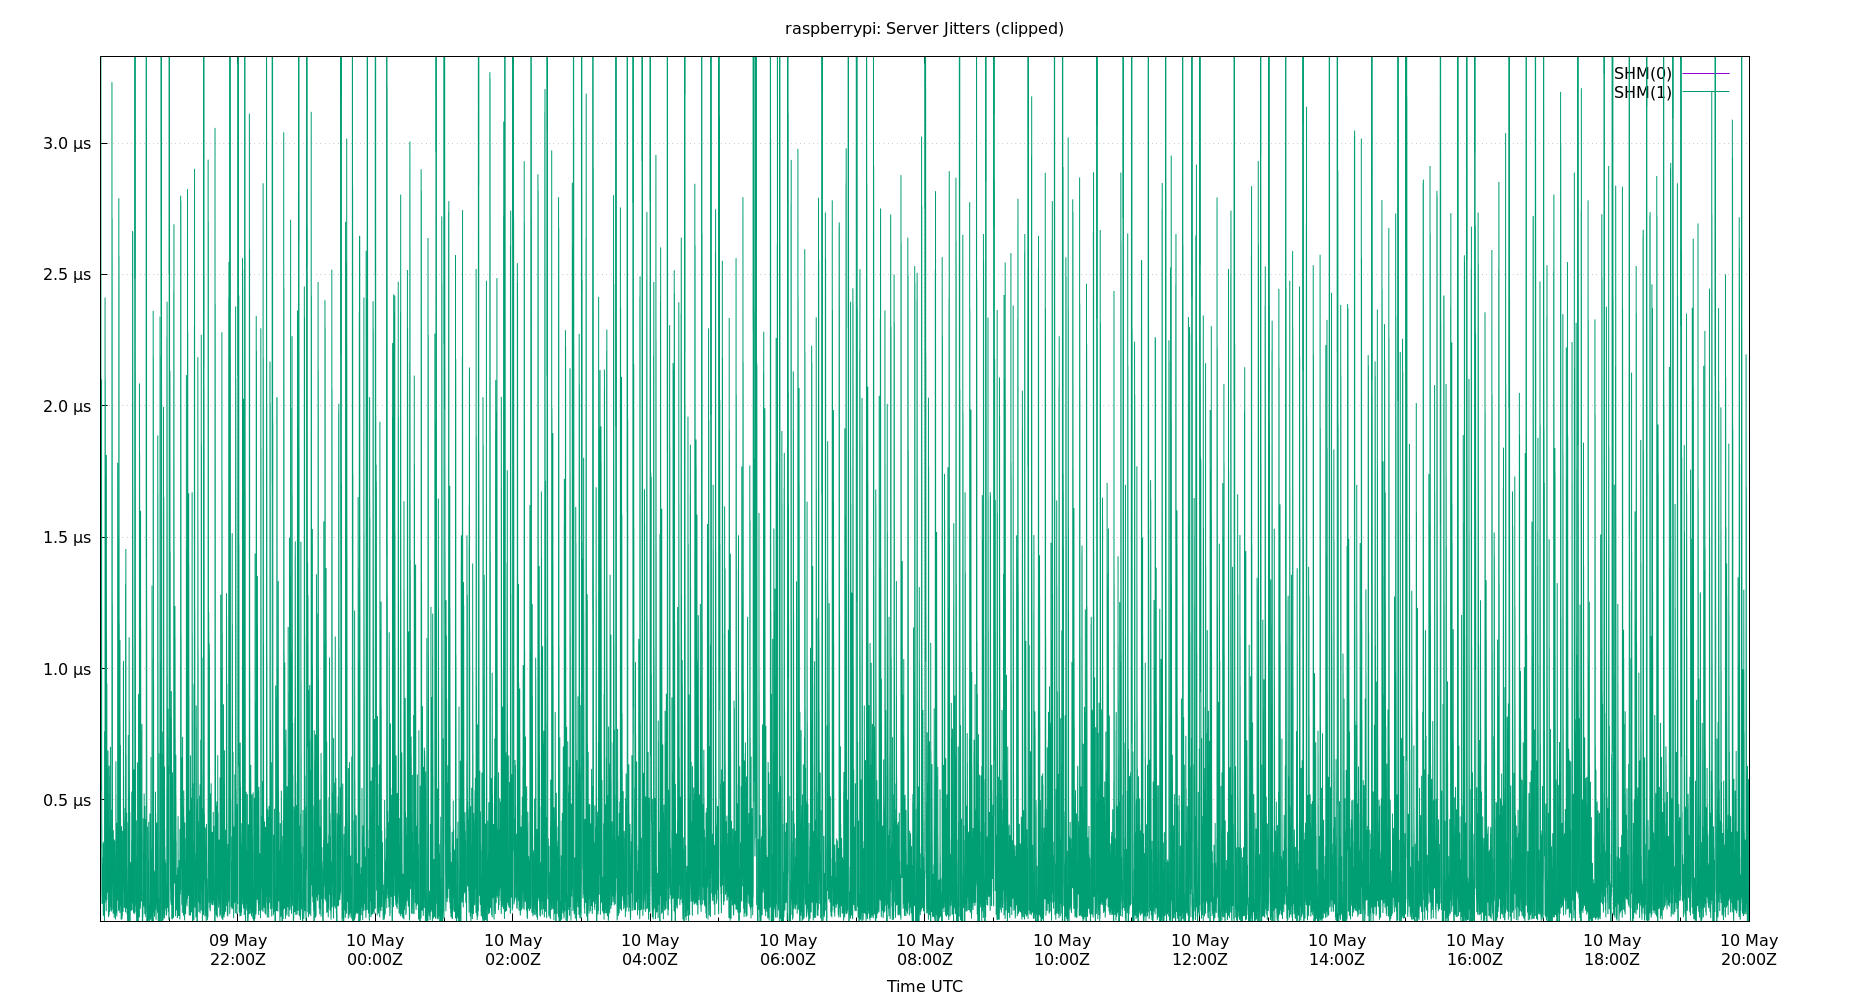 raspberrypi: Server Jitters (clipped)
SHM(0)
SHM(1)
3.0 µs
2.5 µs
2.0 µs
1.5 µs
1.0 µs
0.5 µs
09 May 10 May 10 May 10 May 10 May 10 May 10 May 10 May 10 May 10 May 10 May 10 May
22:00Z 00:00Z 02:00Z 04:00Z 06:00Z 08:00Z 10:00Z 12:00Z 14:00Z 16:00Z 18:00Z 20:00Z
Time UTC